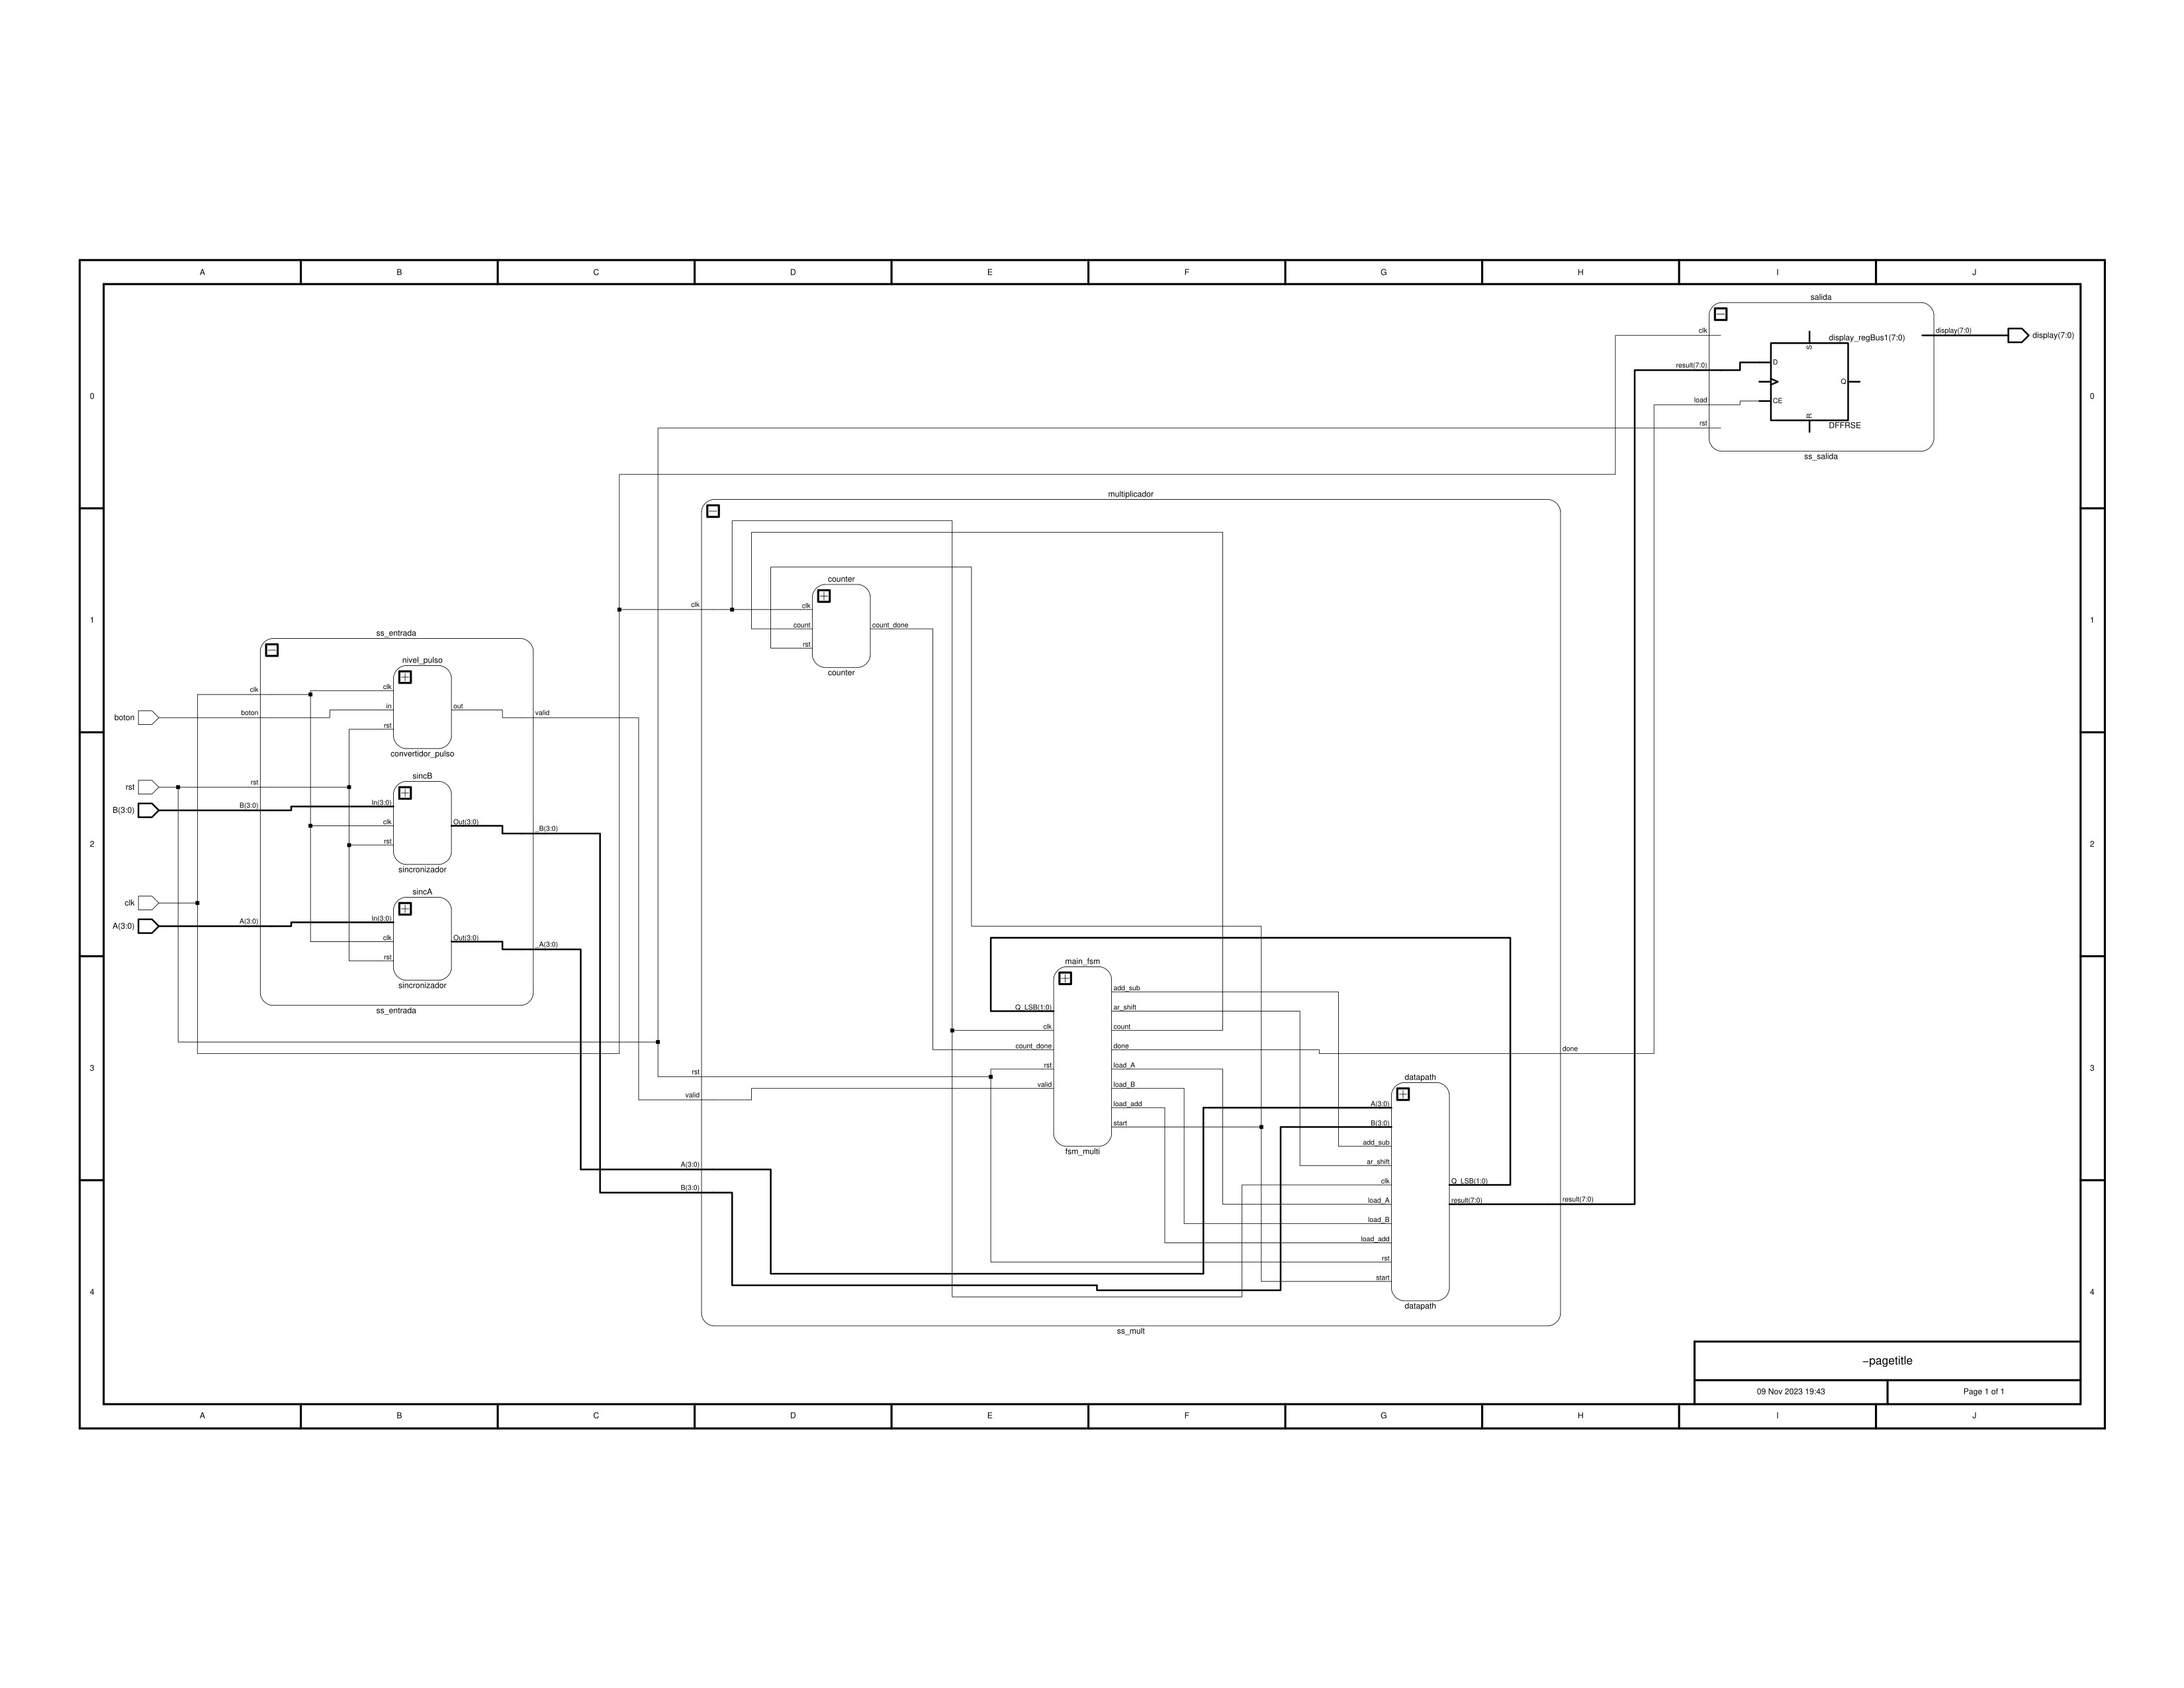 A B C D E F G H I J
salida
clk
display_regBus1(7:0)
display(7:0)
display(7:0)
S
D
result(7:0)
Q
0
0
load
CE
R
rst
DFFRSE
ss_salida
multiplicador
counter
clk
clk
1
1
count
count_done
rst
counter
ss_entrada
nivel_pulso
clk
clk
in
out
boton
boton
valid
rst
convertidor_pulso
sincB
rst
rst
In(3:0)
B(3:0)
B(3:0)
clk
Out(3:0)
_B(3:0)
rst
2
2
sincronizador
sincA
clk
In(3:0)
A(3:0)
A(3:0)
clk
Out(3:0)
_A(3:0)
rst
sincronizador
ss_entrada
main_fsm
add_sub
Q_LSB(1:0)
ar_shift
clk
count
count_done
done
done
rst
load_A
3
3
rst
valid
load_B
valid
load_add
start
fsm_multi
datapath
A(3:0)
B(3:0)
add_sub
ar_shift
A(3:0)
clk
Q_LSB(1:0)
B(3:0)
load_A
result(7:0)
result(7:0)
load_B
load_add
rst
start
4
4
datapath
ss_mult
–pagetitle
09 Nov 2023 19:43
Page 1 of 1
A B C D E F G H I J